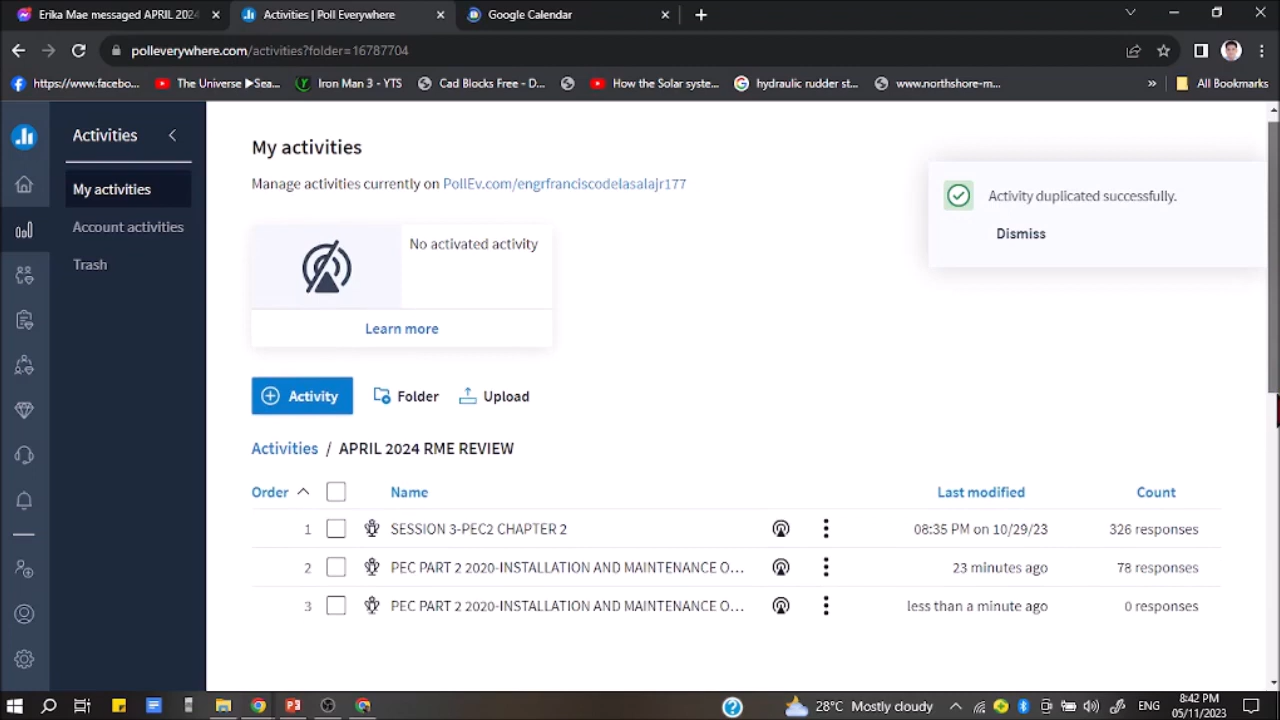 Erika Mae messaged APRIL 2024
Activities | Poll Everywhere
Google Calendar
polleverywhere.com/activities?folder=16787704
https://www.facebo...
The Universe ▶Sea...
Iron Man 3 - YTS
Cad Blocks Free - D...
How the Solar syste...
hydraulic rudder st...
www.northshore-m...
»
All Bookmarks
Activities
My activities
Account activities
Trash
My activities
Manage activities currently on PollEv.com/engrfranciscodelasalajr177
No activated activity
Learn more
Activity duplicated successfully.
Dismiss
Activity
Folder
Upload
Activities / APRIL 2024 RME REVIEW
Order Name Last modified Count
1 SESSION 3-PEC2 CHAPTER 2 08:35 PM on 10/29/23 326 responses
2 PEC PART 2 2020-INSTALLATION AND MAINTENANCE O... 23 minutes ago 78 responses
3 PEC PART 2 2020-INSTALLATION AND MAINTENANCE O... less than a minute ago 0 responses
28°C Mostly cloudy
ENG
8:42 PM
05/11/2023